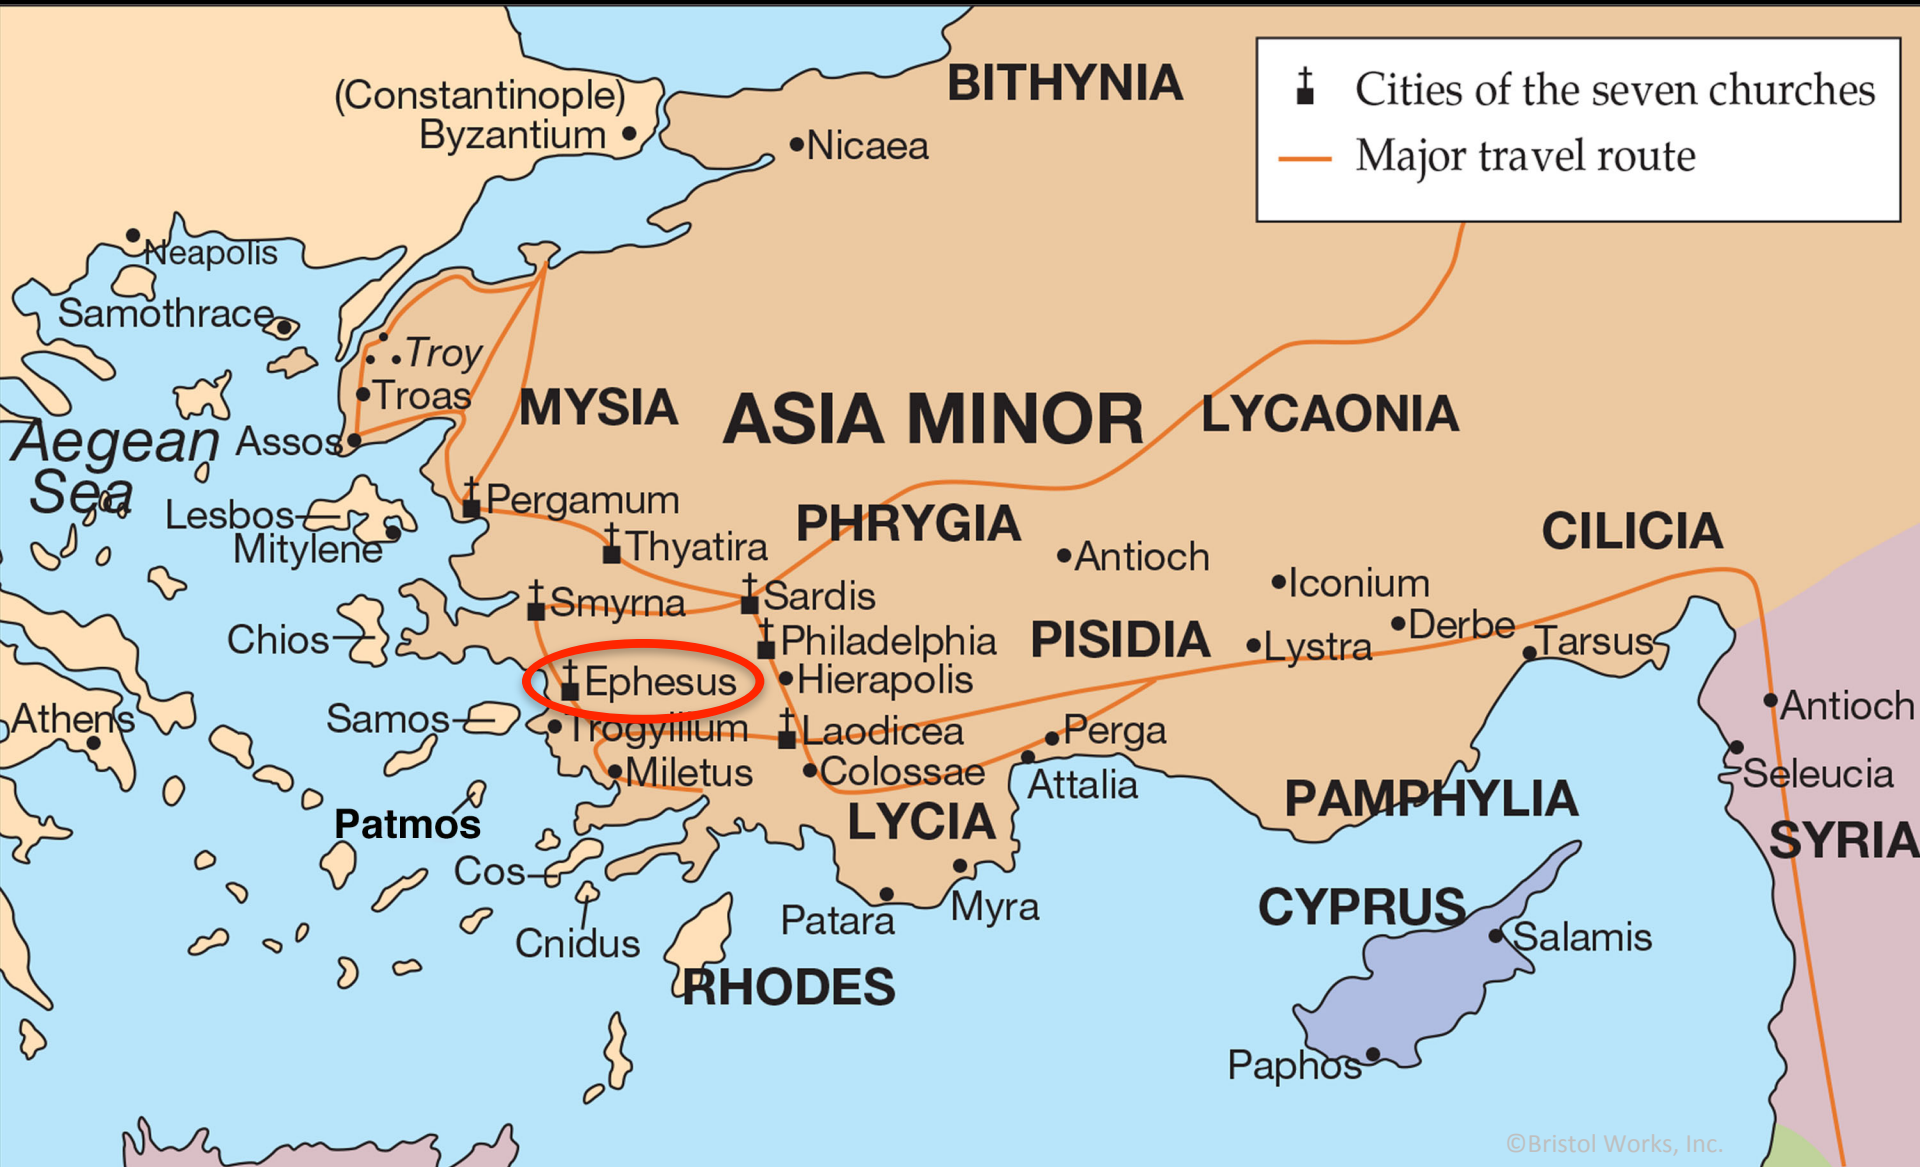 BITHYNIA
Cities of the seven churches
Major travel route
(Constantinople)
Byzantium
Nicaea
Neapolis
Samothrace
Troy
Troas
MYSIA
ASIA MINOR
LYCAONIA
Aegean
Sea
Assos
Pergamum
Lesbos
Mitylene
Thyatira
PHRYGIA
Antioch
CILICIA
Iconium
Smyrna
Sardis
Derbe
Chios
Philadelphia
PISIDIA
Lystra
Tarsus
Ephesus
Hierapolis
Athens
Samos
Trogyllium
Laodicea
Perga
Antioch
Miletus
Colossae
Attalia
Seleucia
Patmos
LYCIA
PAMPHYLIA
SYRIA
Cos
Cnidus
Patara
Myra
CYPRUS
Salamis
RHODES
Paphos
©Bristol Works, Inc.